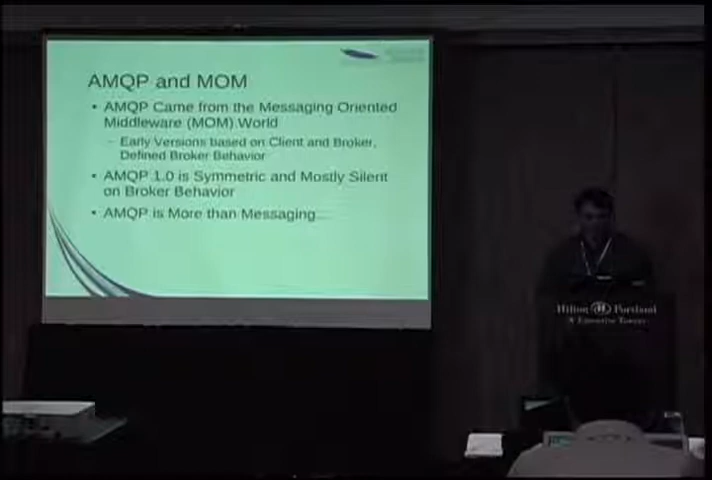 AMQP and MOM
• AMQP Came from the Messaging Oriented
Middleware (MOM) World
– Early Versions based on Client and Broker,
Defined Broker Behavior
• AMQP 1.0 is Symmetric and Mostly Silent
on Broker Behavior
• AMQP is More than Messaging...
Hilton Portland
& Executive Tower